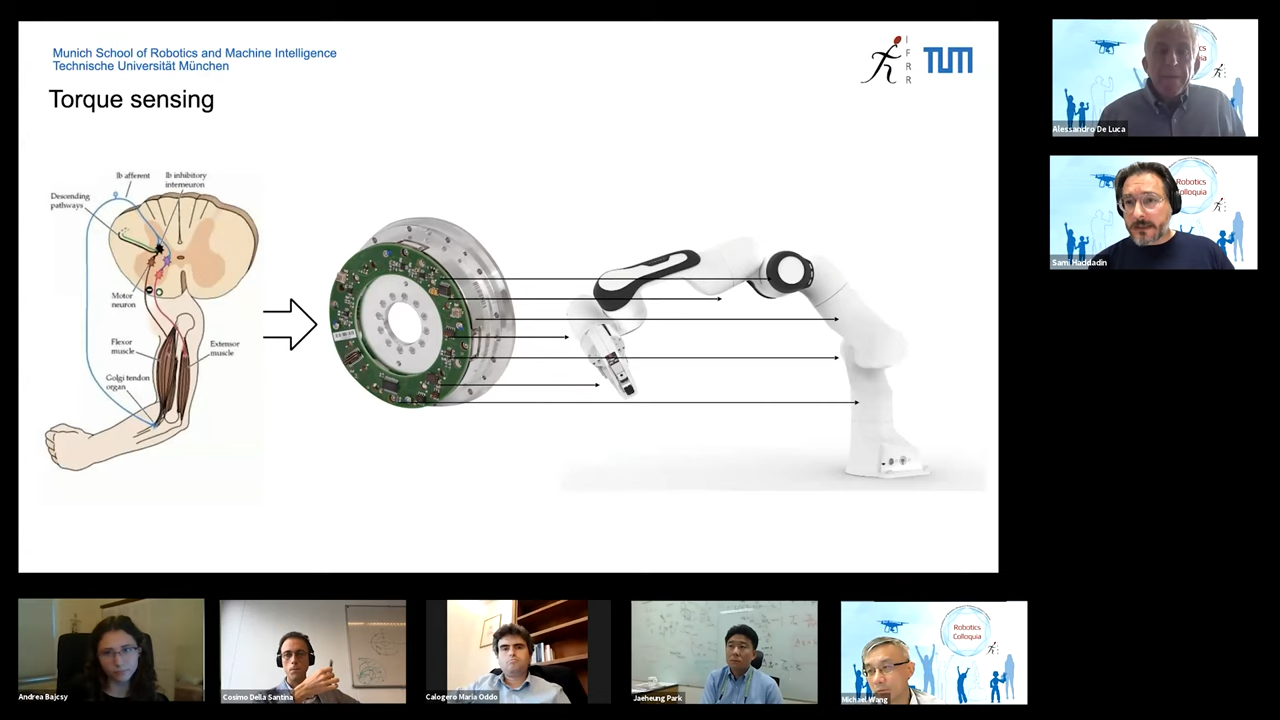 Munich School of Robotics and Machine Intelligence
Technische Universität München
I
F
R
R
TUM
Torque sensing
Ib afferent
Ib inhibitory
interneuron
Descending
pathways
Motor
neuron
Flexor
muscle
Extensor
muscle
Golgi tendon
organ
Alessandro De Luca
Robotics
Colloquia
Sami Haddadin
Andrea Bajcsy
Cosimo Della Santina
Calogero Maria Oddo
Jaeheung Park
Robotics
Colloquia
Michael Wang